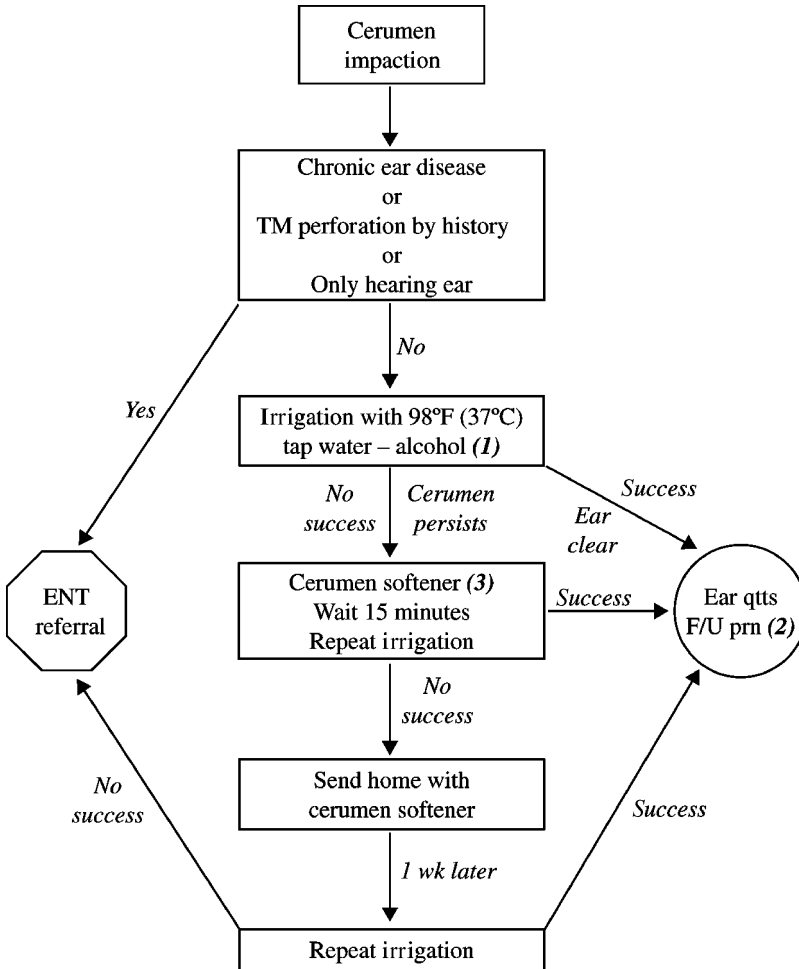 Cerumen
impaction
Chronic ear disease
or
TM perforation by history
or
Only hearing ear
No
Yes
Irrigation with 98ºF (37ºC)
tap water – alcohol (1)
No
success
Cerumen
persists
Success
Ear
clear
ENT
referral
Cerumen softener (3)
Wait 15 minutes
Repeat irrigation
Success
Ear qtts
F/U prn (2)
No
success
Send home with
cerumen softener
No
success
Success
1 wk later
Repeat irrigation